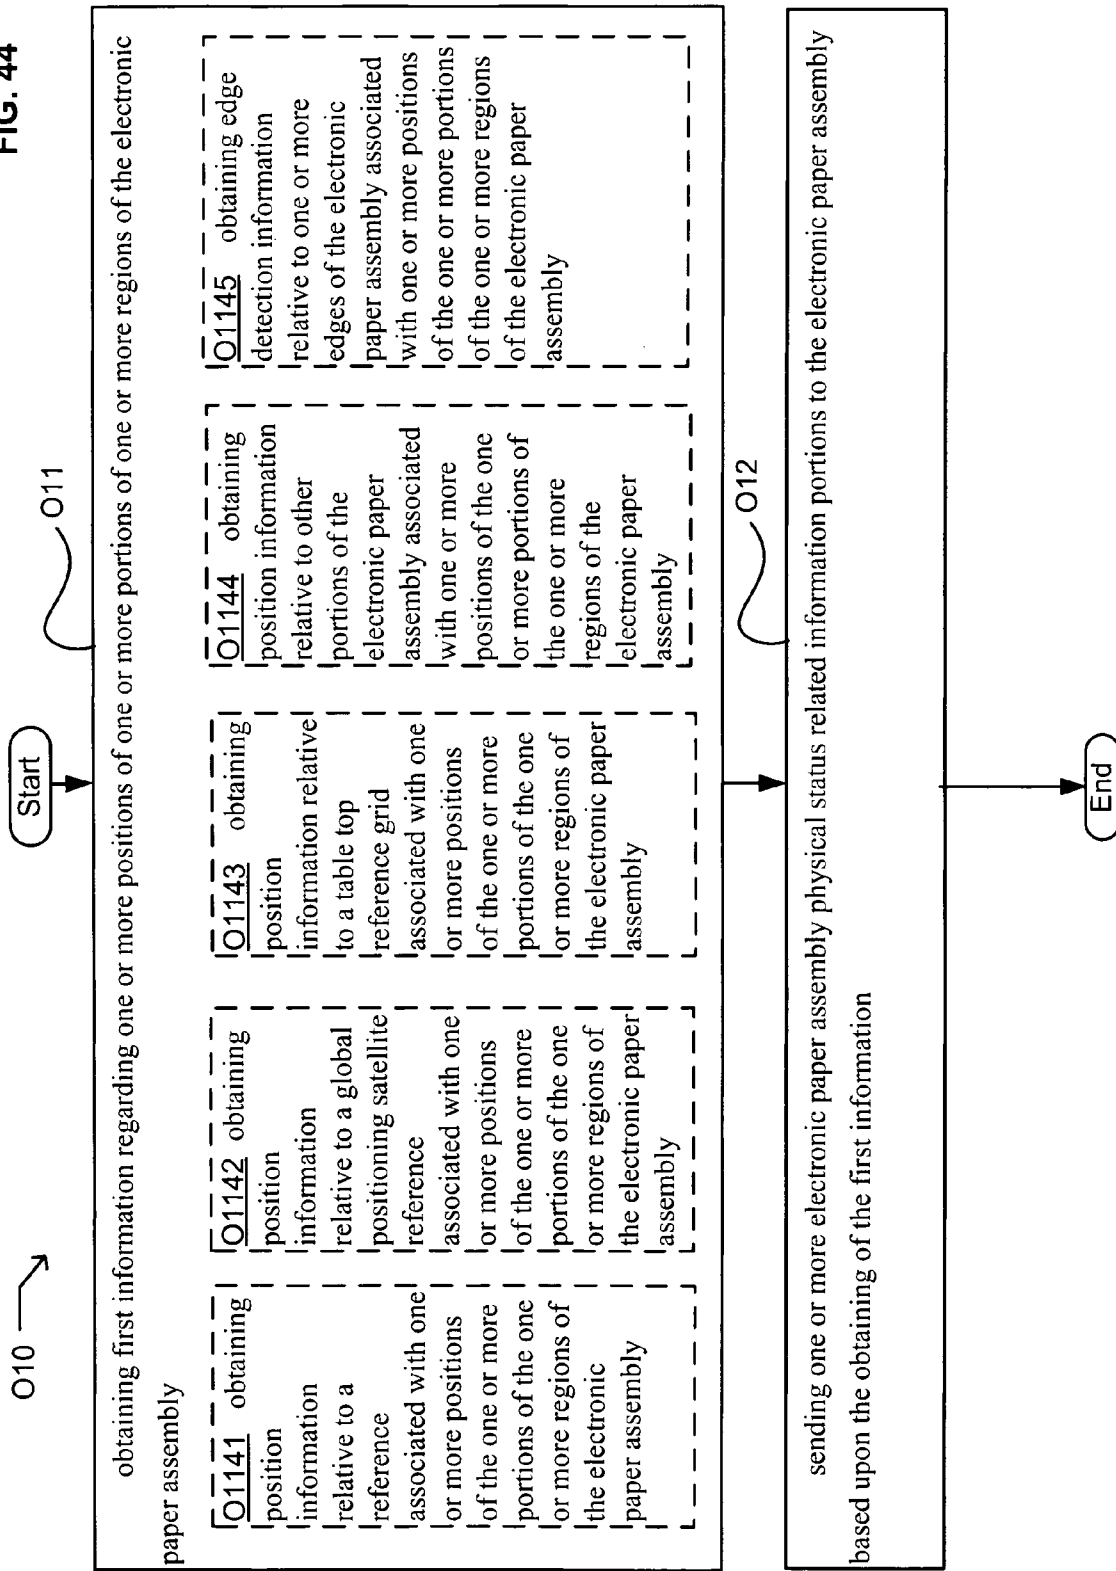 FIG. 44
O10
Start
O11
obtaining first information regarding one or more positions of one or more portions of one or more regions of the electronic
paper assembly
O1141 obtaining
position
information
relative to a
reference
associated with one
or more positions
of the one or more
portions of the one
or more regions of
the electronic
paper assembly
O1142 obtaining
position
information
relative to a global
positioning satellite
reference
associated with one
or more positions
of the one or more
portions of the one
or more regions of
the electronic paper
assembly
O1143 obtaining
position
information relative
to a table top
reference grid
associated with one
or more positions
of the one or more
portions of the one
or more regions of
the electronic paper
assembly
O1144 obtaining
position information
relative to other
portions of the
electronic paper
assembly associated
with one or more
positions of the one
or more portions of
the one or more
regions of the
electronic paper
assembly
O1145 obtaining edge
detection information
relative to one or more
edges of the electronic
paper assembly associated
with one or more positions
of the one or more portions
of the one or more regions
of the electronic paper
assembly
O12
sending one or more electronic paper assembly physical status related information portions to the electronic paper assembly
based upon the obtaining of the first information
End